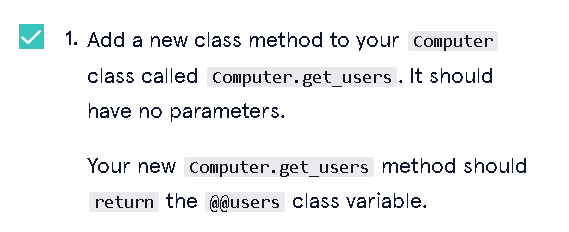 1. Add a new class method to your Computer
class called Computer.get_users. It should
have no parameters.
Your new Computer.get_users method should
return the @@users class variable.